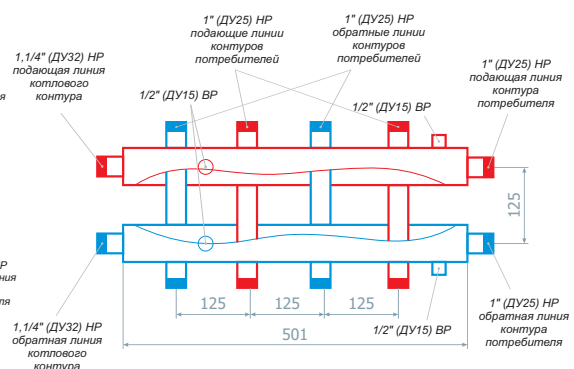 1" (ДУ25) НР
подающие линии
контуров
потребителей
1" (ДУ25) НР
обратные линии
контуров
потребителей
1,1/4" (ДУ32) НР
подающая линия
котлового
контура
1" (ДУ25) НР
подающая линия
контура
потребителя
1/2" (ДУ15) ВР
1/2" (ДУ15) ВР
125
125
125
125
501
1/2" (ДУ15) ВР
1,1/4" (ДУ32) НР
обратная линия
котлового
контура
1" (ДУ25) НР
обратная линия
контура
потребителя